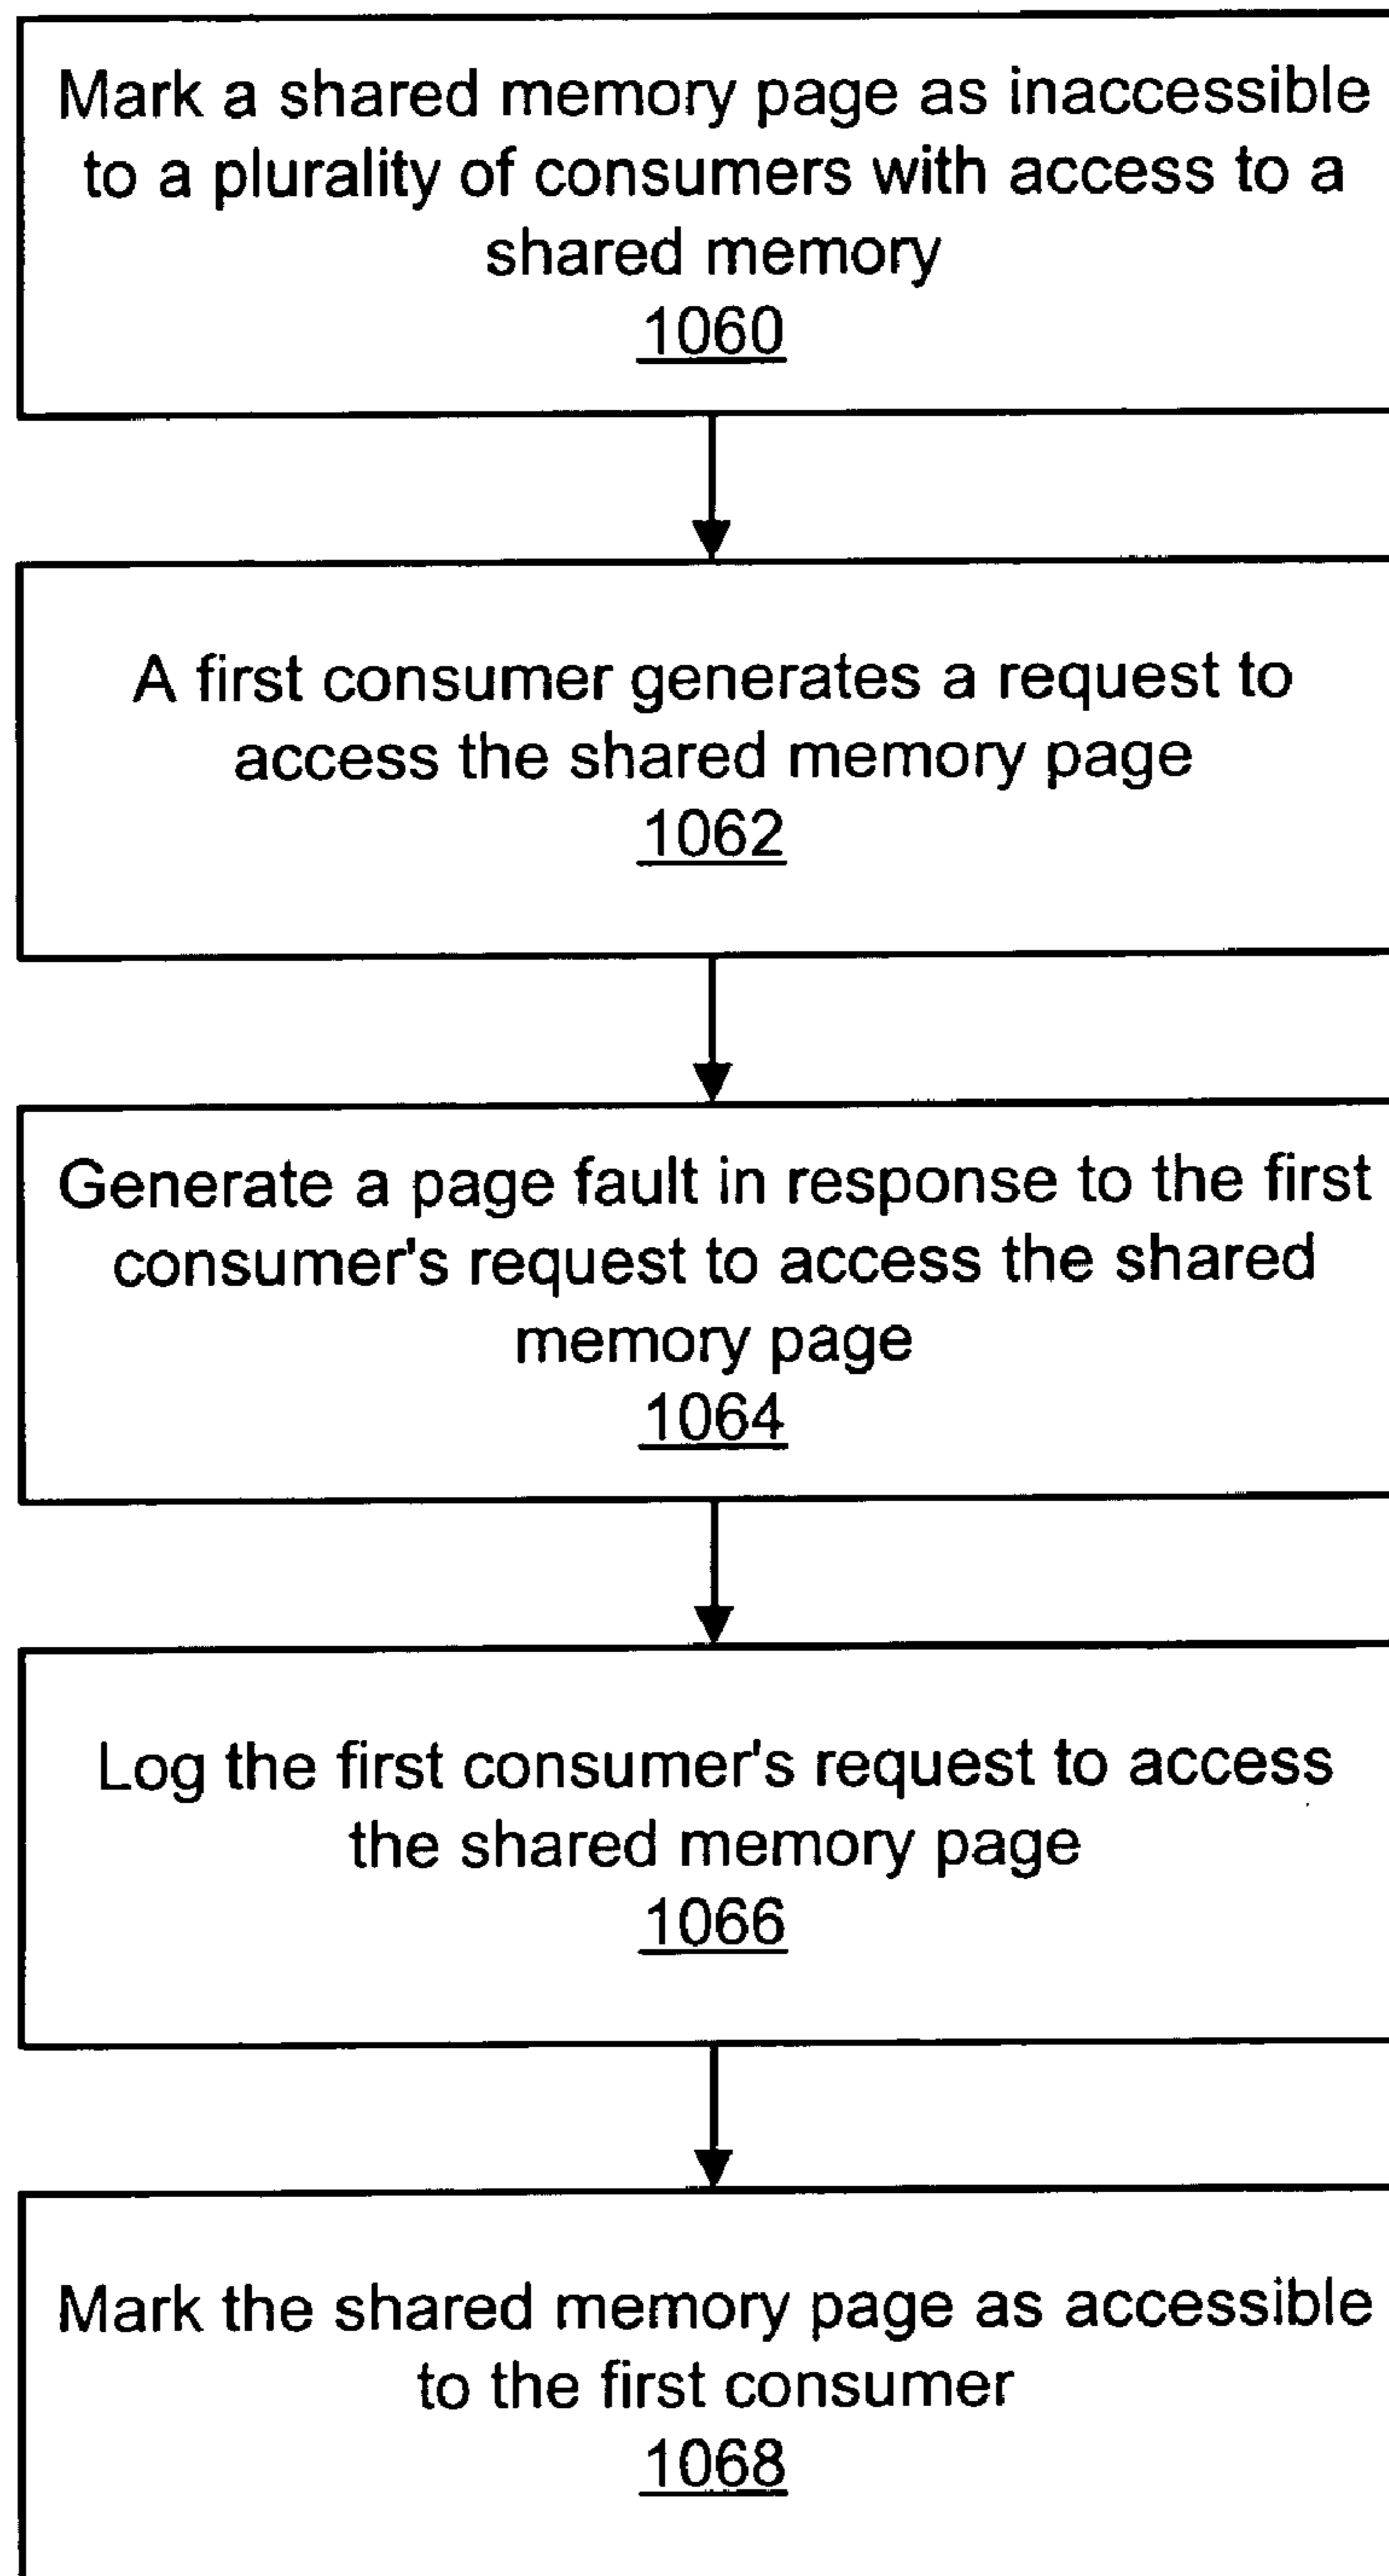 Mark a shared memory page as inaccessible
to a plurality of consumers with access to a
shared memory
1060
A first consumer generates a request to
access the shared memory page
1062
Generate a page fault in response to the first
consumer's request to access the shared
memory page
1064
Log the first consumer's request to access
the shared memory page
1066
Mark the shared memory page as accessible
to the first consumer
1068